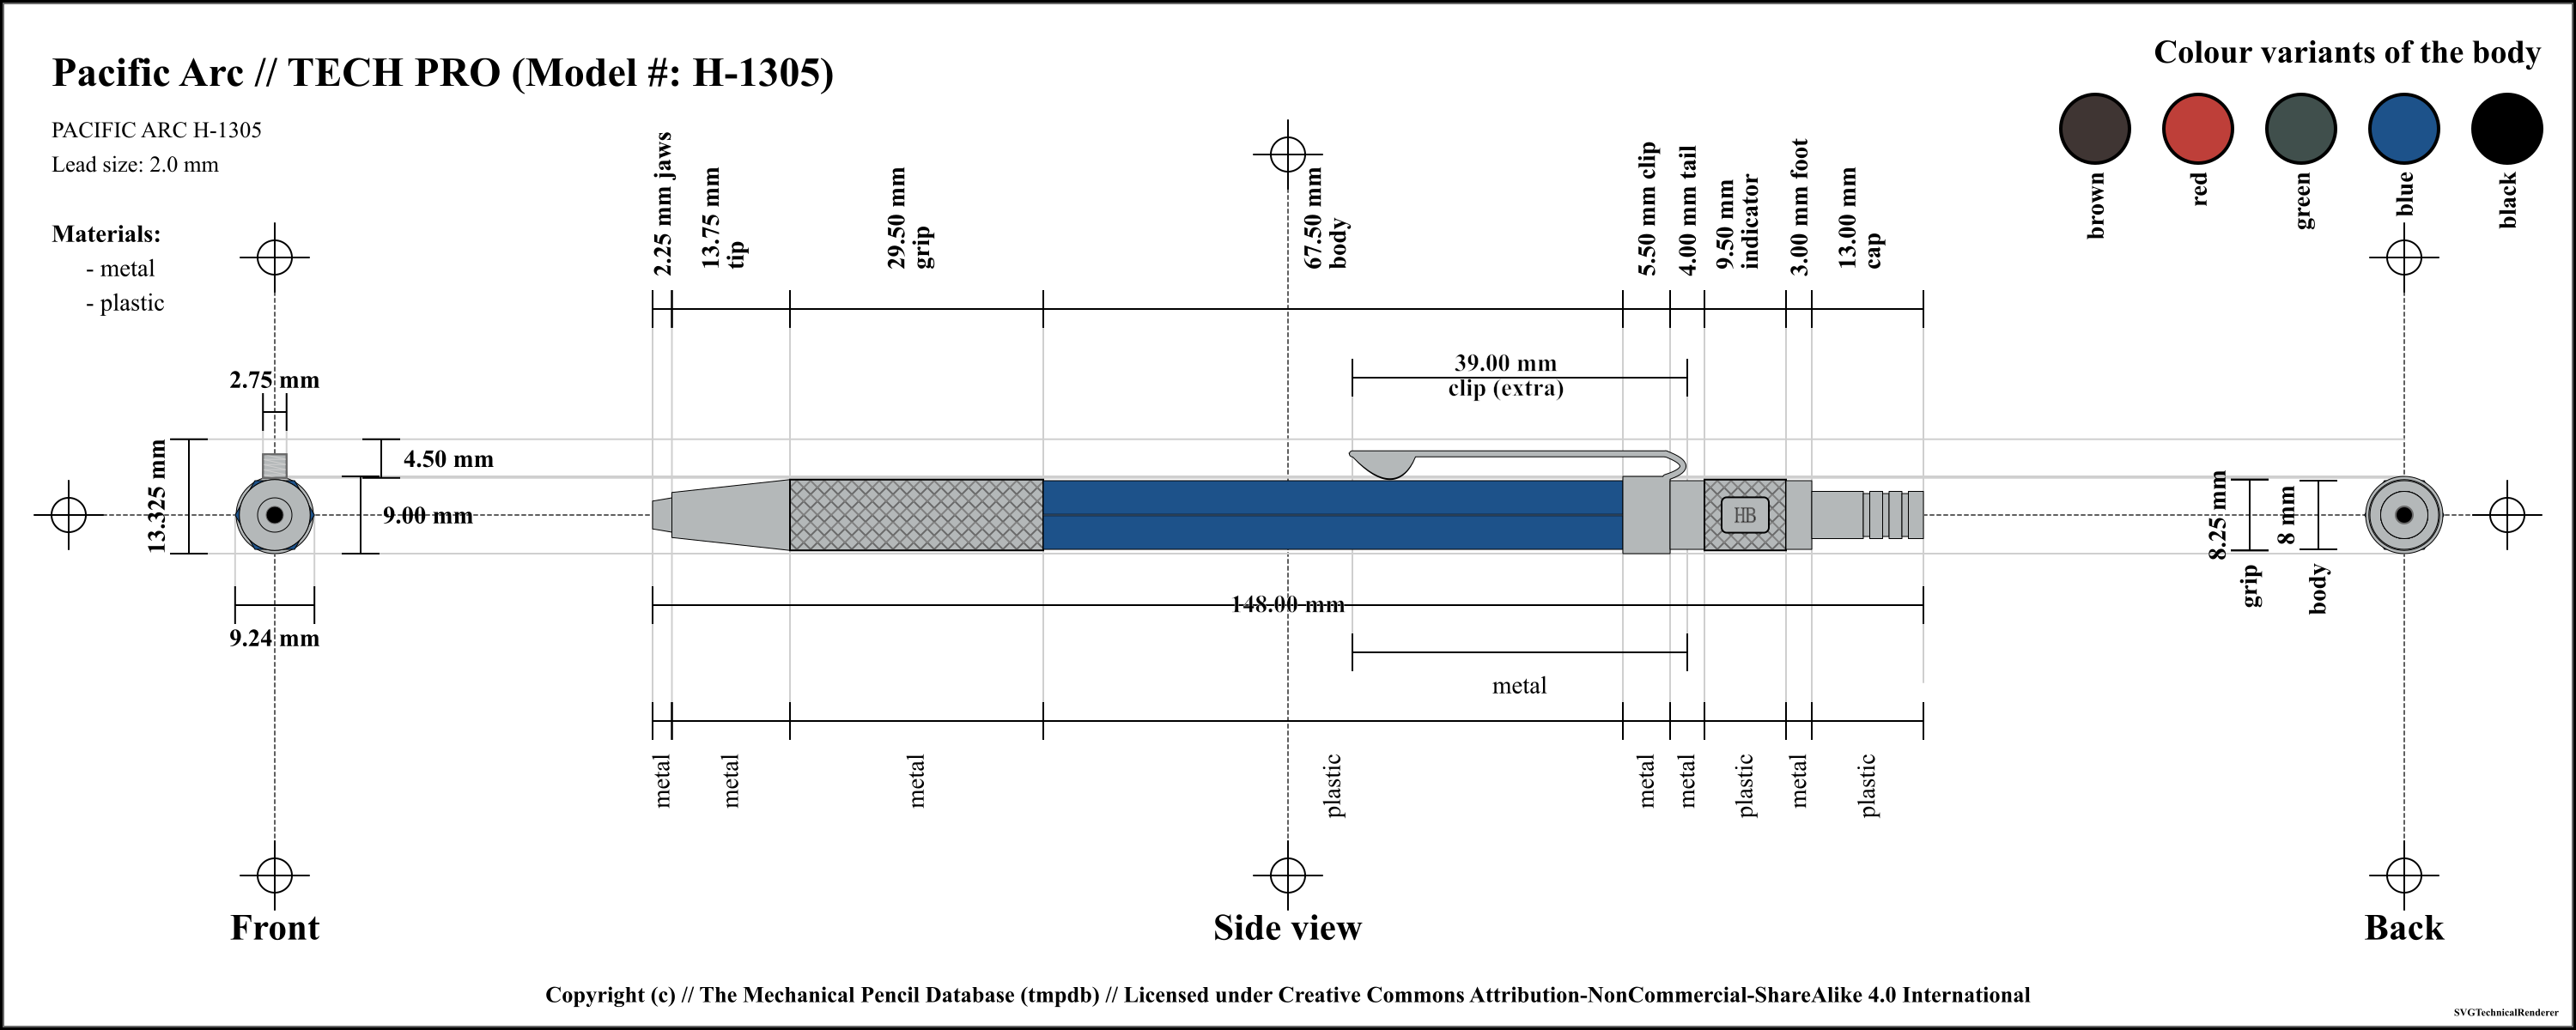 Pacific Arc // TECH PRO (Model #: H-1305)
PACIFIC ARC H-1305
Lead size: 2.0 mm
Materials:
- metal
- plastic
Colour variants of the body
brown
red
green
blue
black
2.25 mm jaws
13.75 mm
tip
29.50 mm
grip
67.50 mm
body
5.50 mm clip
4.00 mm tail
9.50 mm
indicator
3.00 mm foot
13.00 mm
cap
39.00 mm
clip (extra)
2.75 mm
13.325 mm
4.50 mm
9.00 mm
9.24 mm
HB
8.25 mm
grip
8 mm
body
148.00 mm
metal
metal
metal
metal
plastic
metal
metal
plastic
metal
plastic
Front
Side view
Back
Copyright (c) // The Mechanical Pencil Database (tmpdb) // Licensed under Creative Commons Attribution-NonCommercial-ShareAlike 4.0 International
SVGTechnicalRenderer